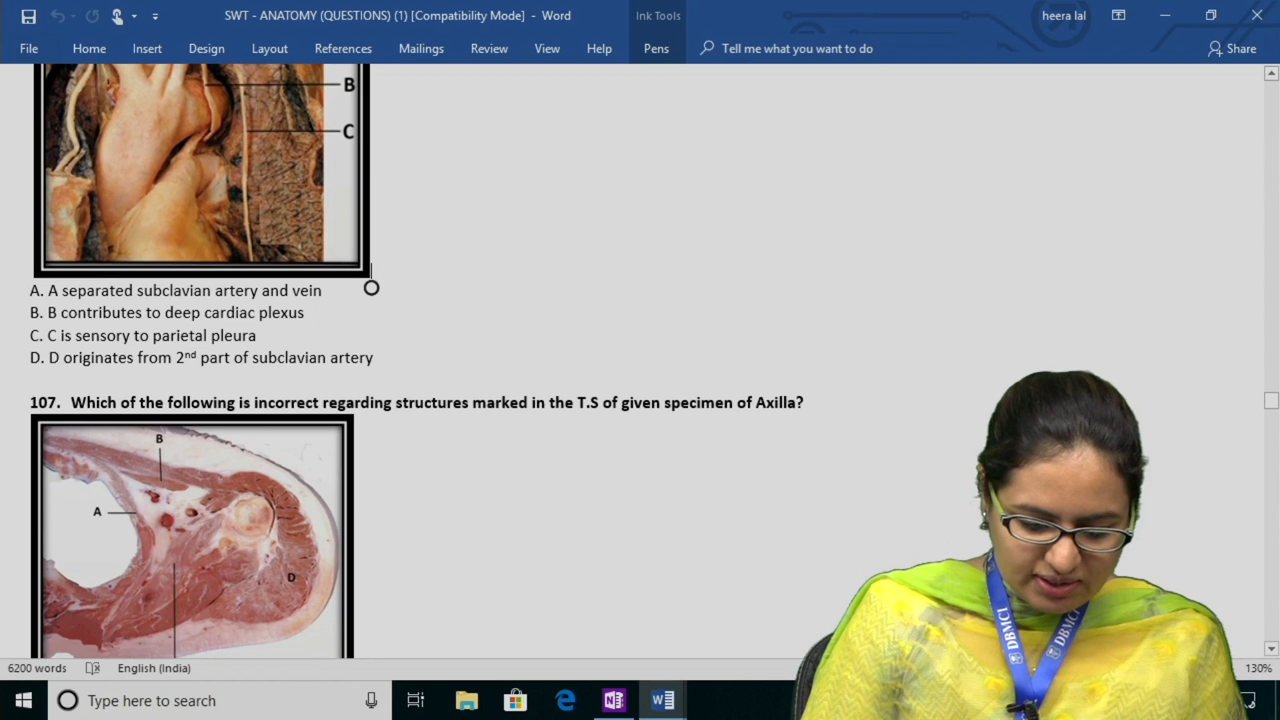 SWT - ANATOMY (QUESTIONS) (1) [Compatibility Mode] - Word
Ink Tools
heera lal
File Home Insert Design Layout References Mailings Review View Help Pens Tell me what you want to do Share
B
C
A. A separated subclavian artery and vein
B. B contributes to deep cardiac plexus
C. C is sensory to parietal pleura
D. D originates from 2nd part of subclavian artery
107. Which of the following is incorrect regarding structures marked in the T.S of given specimen of Axilla?
B
A
D
DBMCI
DBMCI
6200 words English (India) 130%
Type here to search